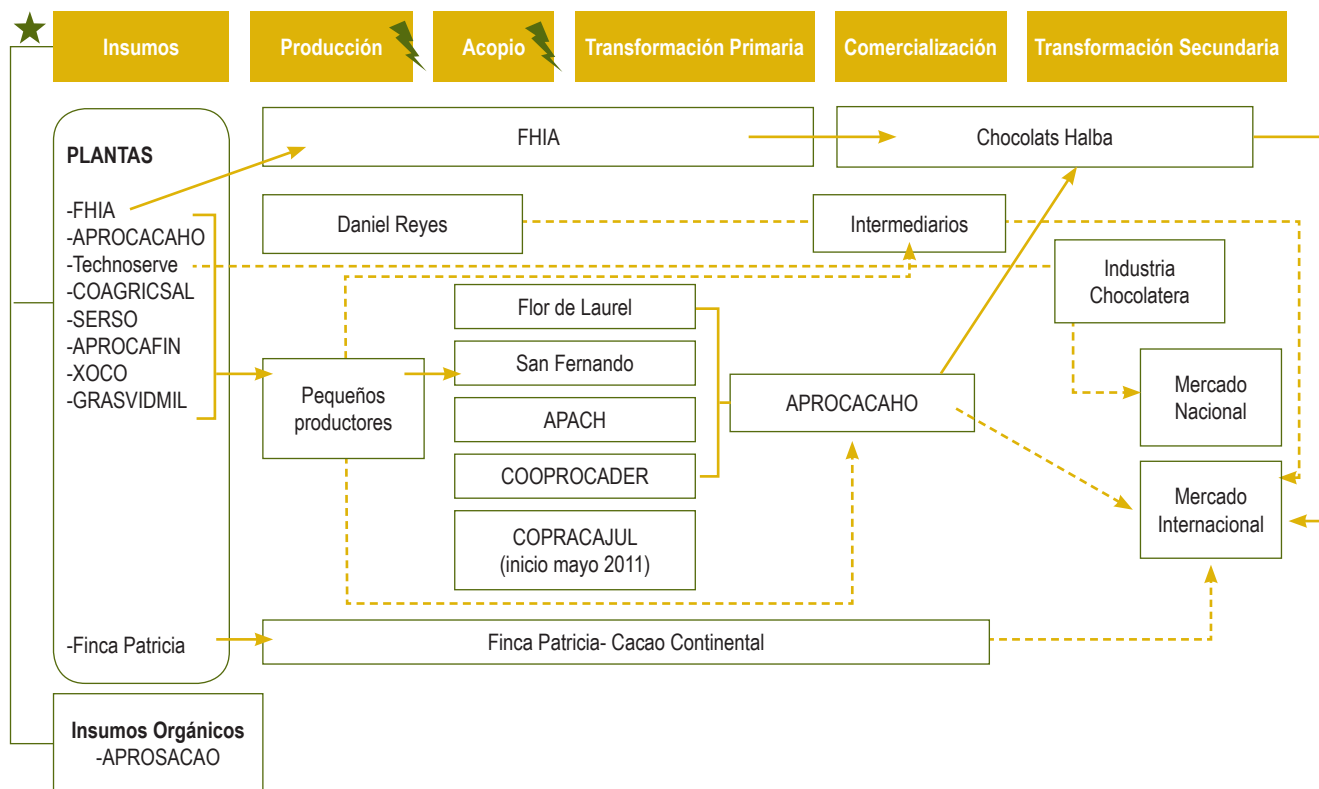 Insumos
Producción
Acopio
Transformación Primaria
Comercialización
Transformación Secundaria
PLANTAS
-FHIA
-APROCACAHO
-Technoserve
-COAGRICSAL
-SERSO
-APROCAFIN
-XOCO
-GRASVIDMIL
-Finca Patricia
Insumos Orgánicos
-APROSACAO
FHIA
Chocolats Halba
Daniel Reyes
Intermediarios
Industria
Chocolatera
Pequeños
productores
Flor de Laurel
San Fernando
APACH
COOPROCADER
COPRACAJUL
(inicio mayo 2011)
APROCACAHO
Mercado
Nacional
Mercado
Internacional
Finca Patricia- Cacao Continental